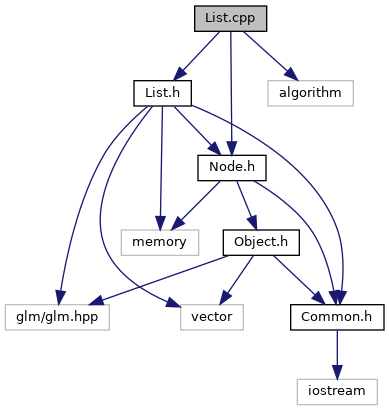 List.cpp
List.h
algorithm
Node.h
memory
Object.h
glm/glm.hpp
vector
Common.h
iostream